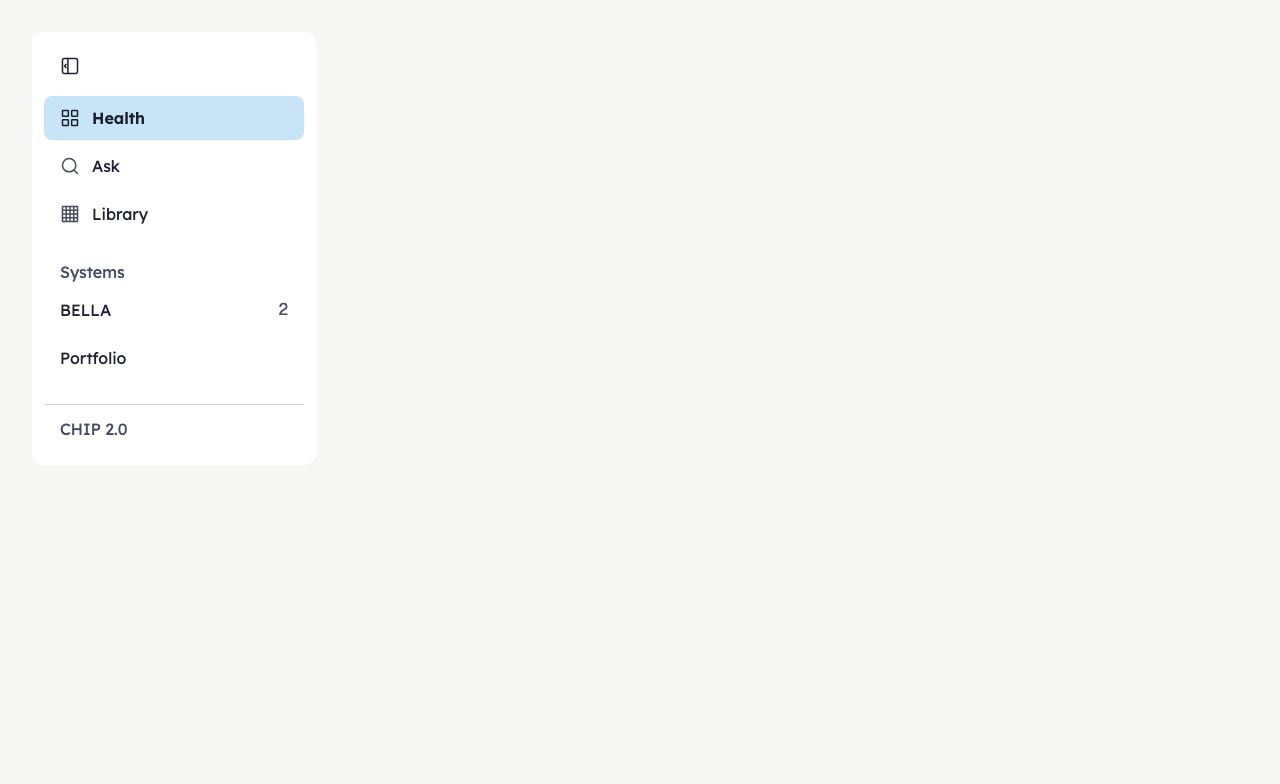 Health
Ask
Library
Systems
BELLA 2
Portfolio
CHIP 2.0